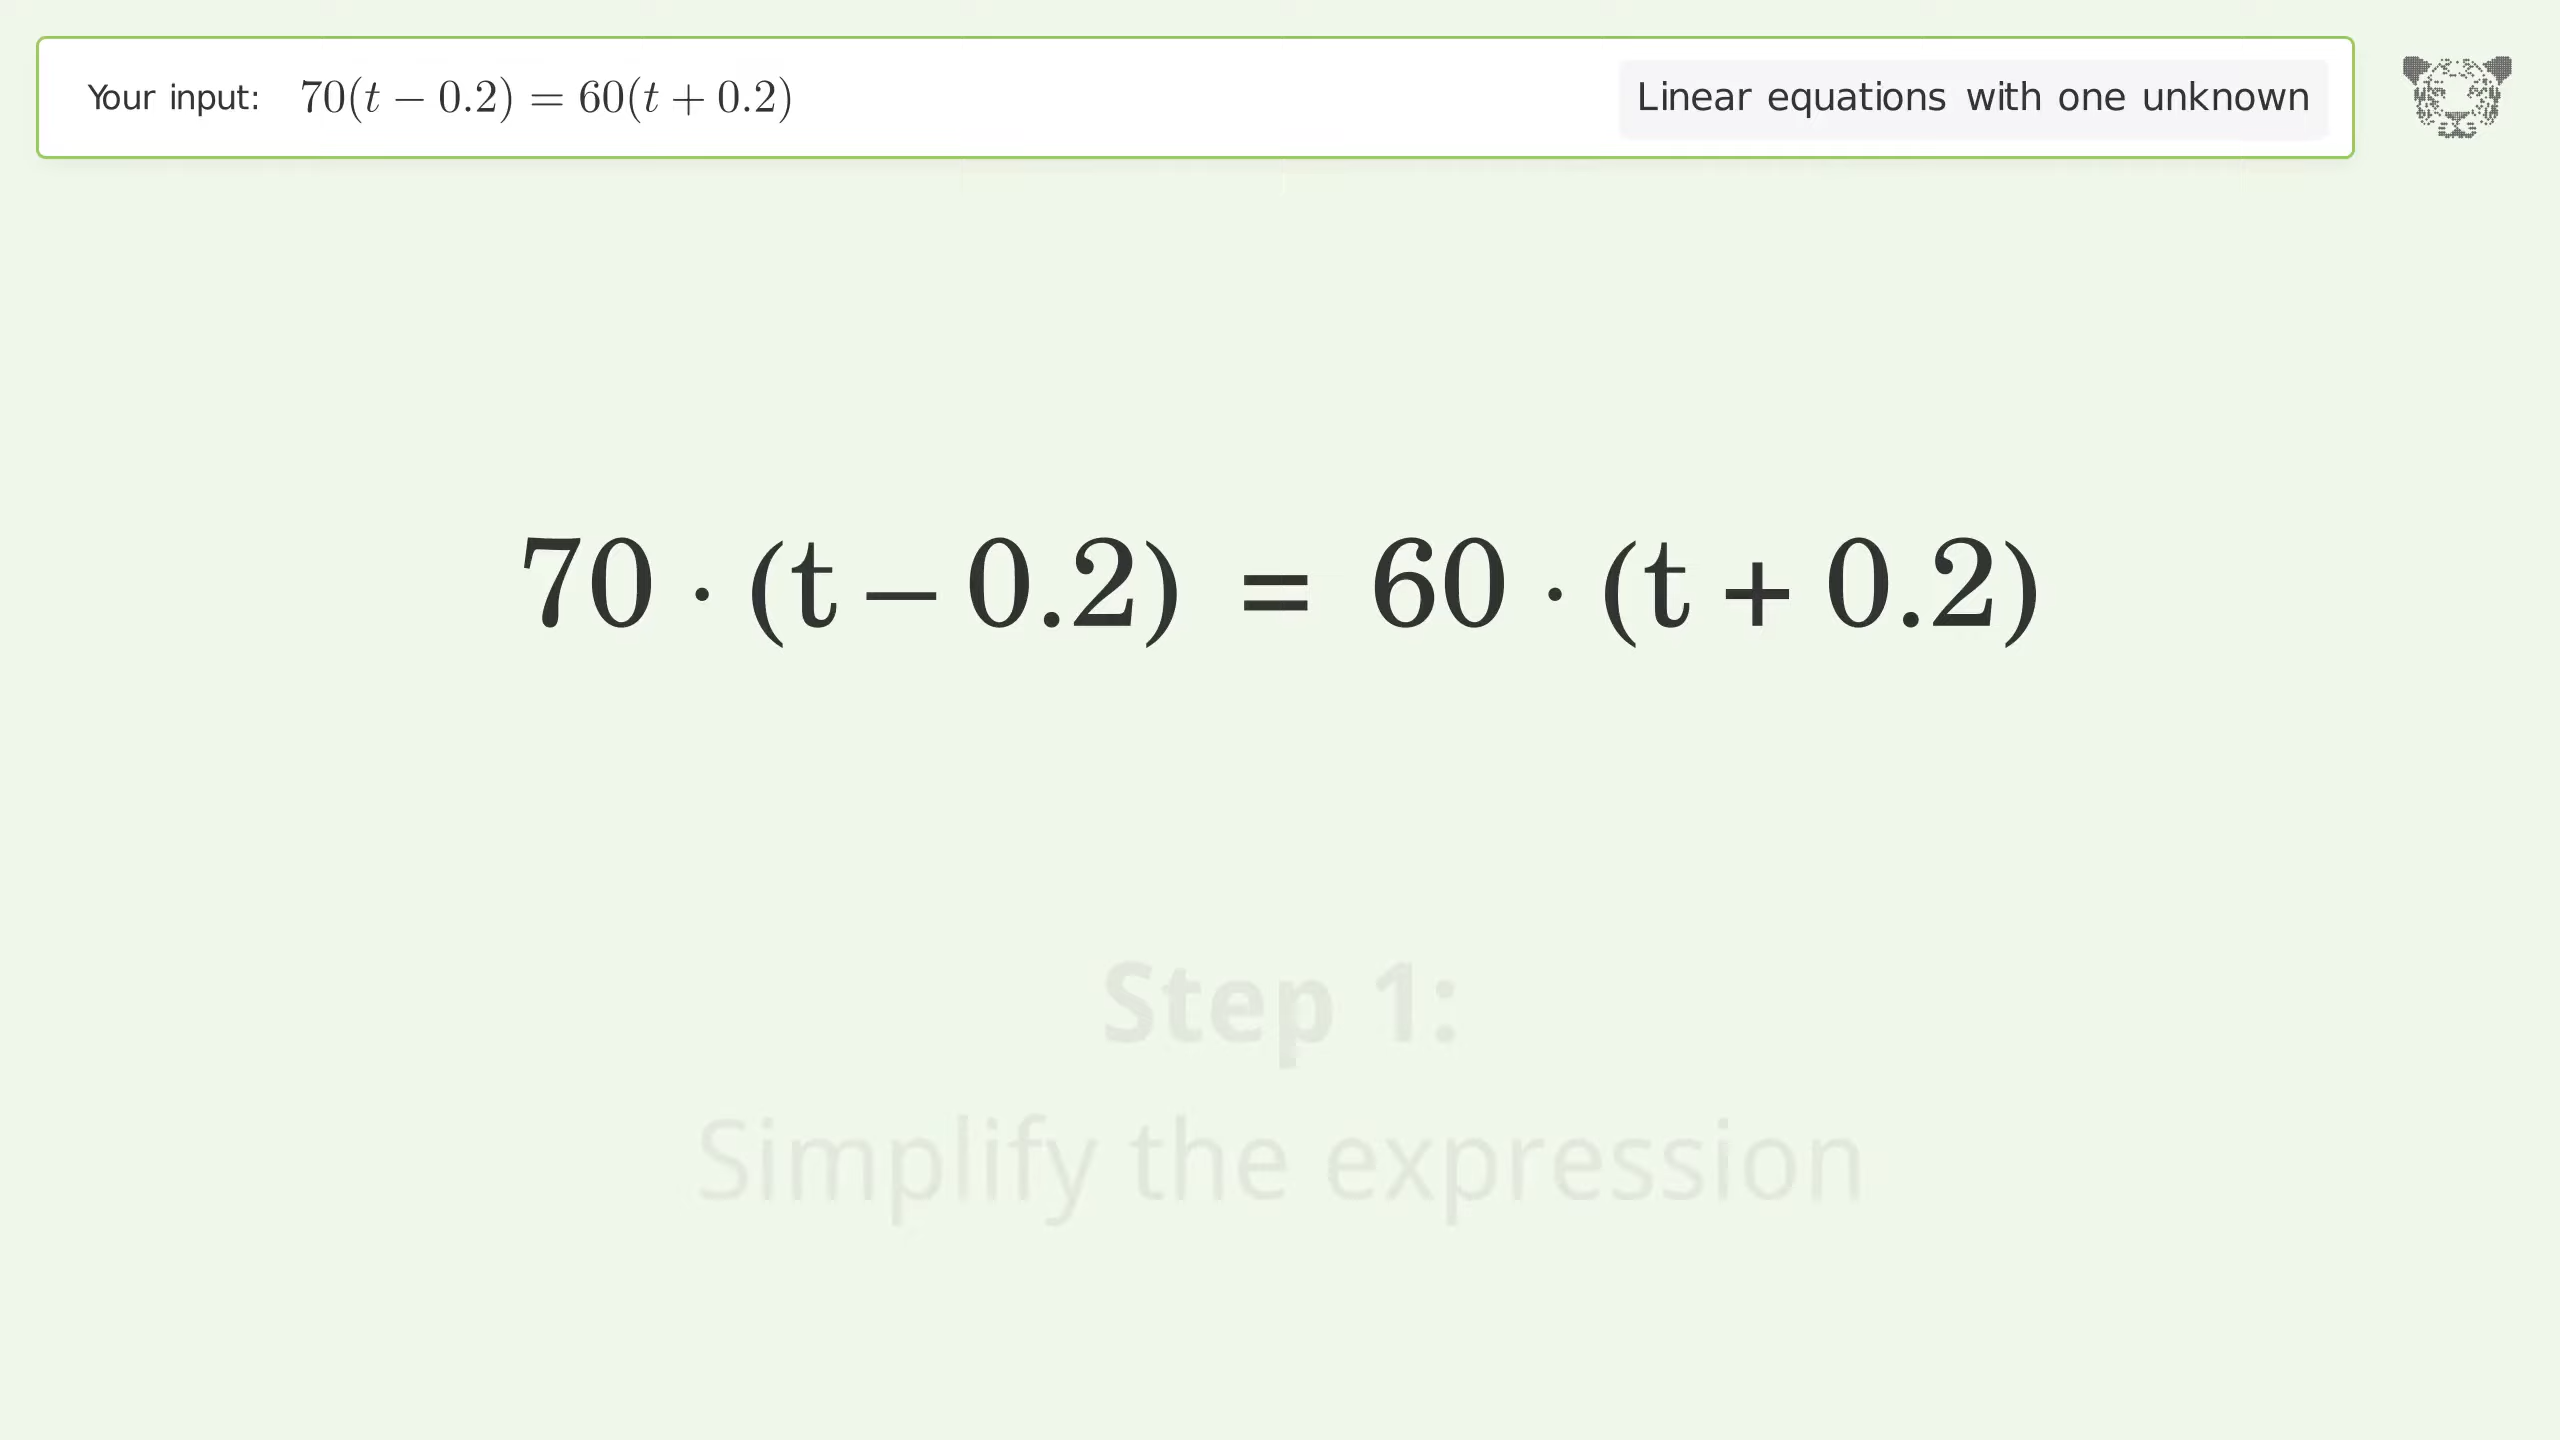 Your input: 70(t − 0.2) = 60(t + 0.2)
Linear equations with one unknown
70 · (t − 0.2) = 60 · (t + 0.2)
Step 1:
Simplify the expression